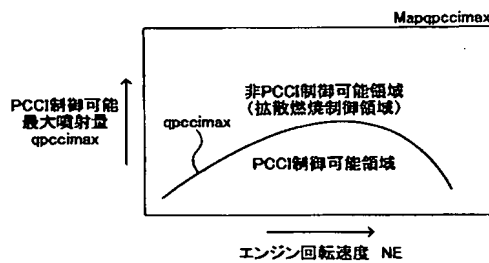 Mapqpccimax
PCCI制御可能
最大噴射量
qpccimax
qpccimax
非PCCI制御可能領域
(拡散燃焼制御領域)
PCCI制御可能領域
エンジン回転速度 NE